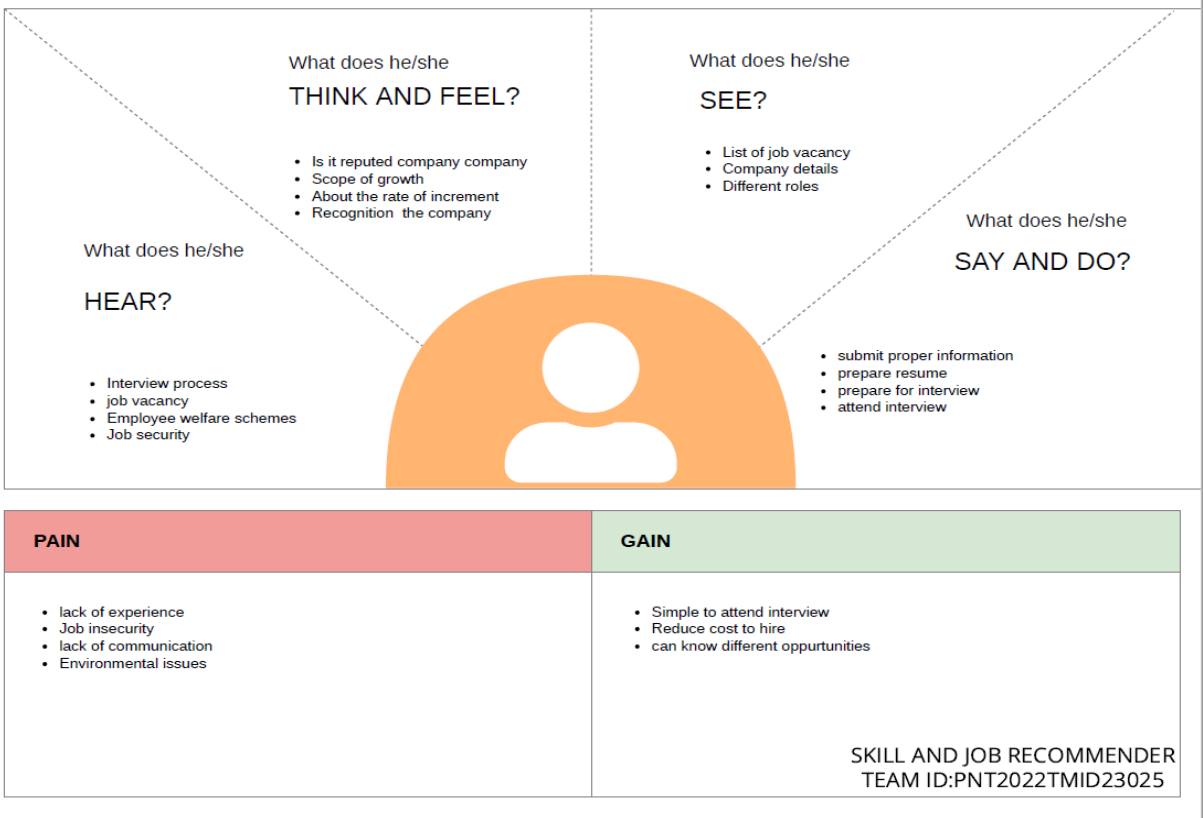 What does he/she
THINK AND FEEL?
• Is it reputed company company
• Scope of growth
• About the rate of increment
• Recognition  the company
What does he/she
SEE?
• List of job vacancy
• Company details
• Different roles
What does he/she
HEAR?
• Interview process
• job vacancy
• Employee welfare schemes
• Job security
What does he/she
SAY AND DO?
• submit proper information
• prepare resume
• prepare for interview
• attend interview
PAIN
• lack of experience
• Job insecurity
• lack of communication
• Environmental issues
GAIN
• Simple to attend interview
• Reduce cost to hire
• can know different oppurtunities
SKILL AND JOB RECOMMENDER
TEAM ID:PNT2022TMID23025